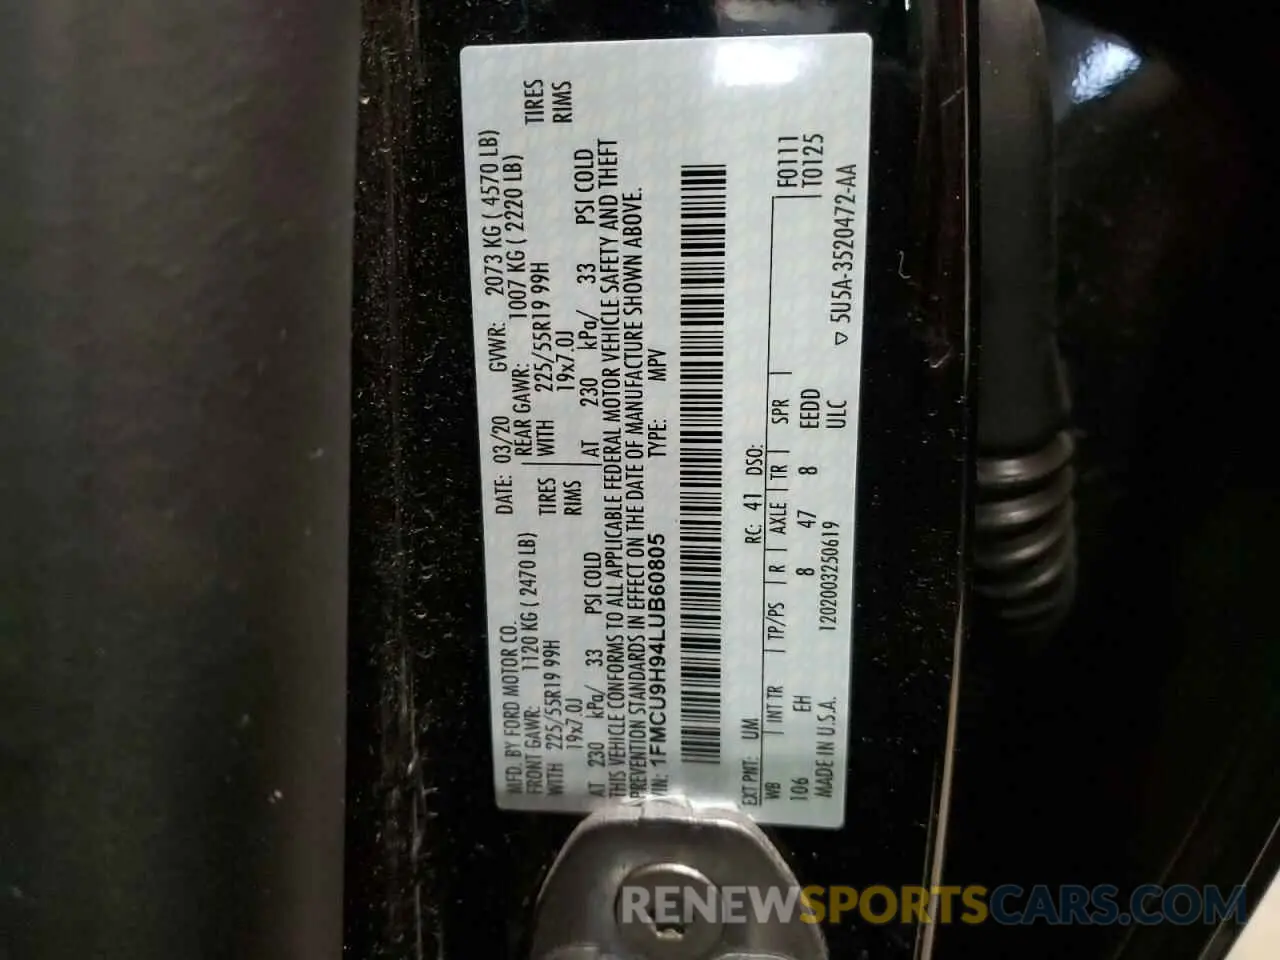 MFD. BY FORD MOTOR CO.
DATE: 03/20
GVWR: 2073 KG ( 4570 LB)
FRONT GAWR: 1120 KG ( 2470 LB)
REAR GAWR: 1007 KG ( 2220 LB)
WITH 225/55R19 99H TIRES
WITH 225/55R19 99H TIRES
19x7.0J RIMS
19x7.0J RIMS
AT 230 kPa/ 33 PSI COLD
AT 230 kPa/ 33 PSI COLD
THIS VEHICLE CONFORMS TO ALL APPLICABLE FEDERAL MOTOR VEHICLE SAFETY AND THEFT
PREVENTION STANDARDS IN EFFECT ON THE DATE OF MANUFACTURE SHOWN ABOVE.
VIN: 1FMCU9H94LUB60805 TYPE: MPV
EXT PNT: UM RC: 41 DSO: F0111
WB INT TR TP/PS R AXLE TR SPR T0125
106 EH 8 47 8 EEDD
MADE IN U.S.A. 1202003250619 ULC
▽ 5U5A-3520472-AA
RENEWSPORTSCARS.COM